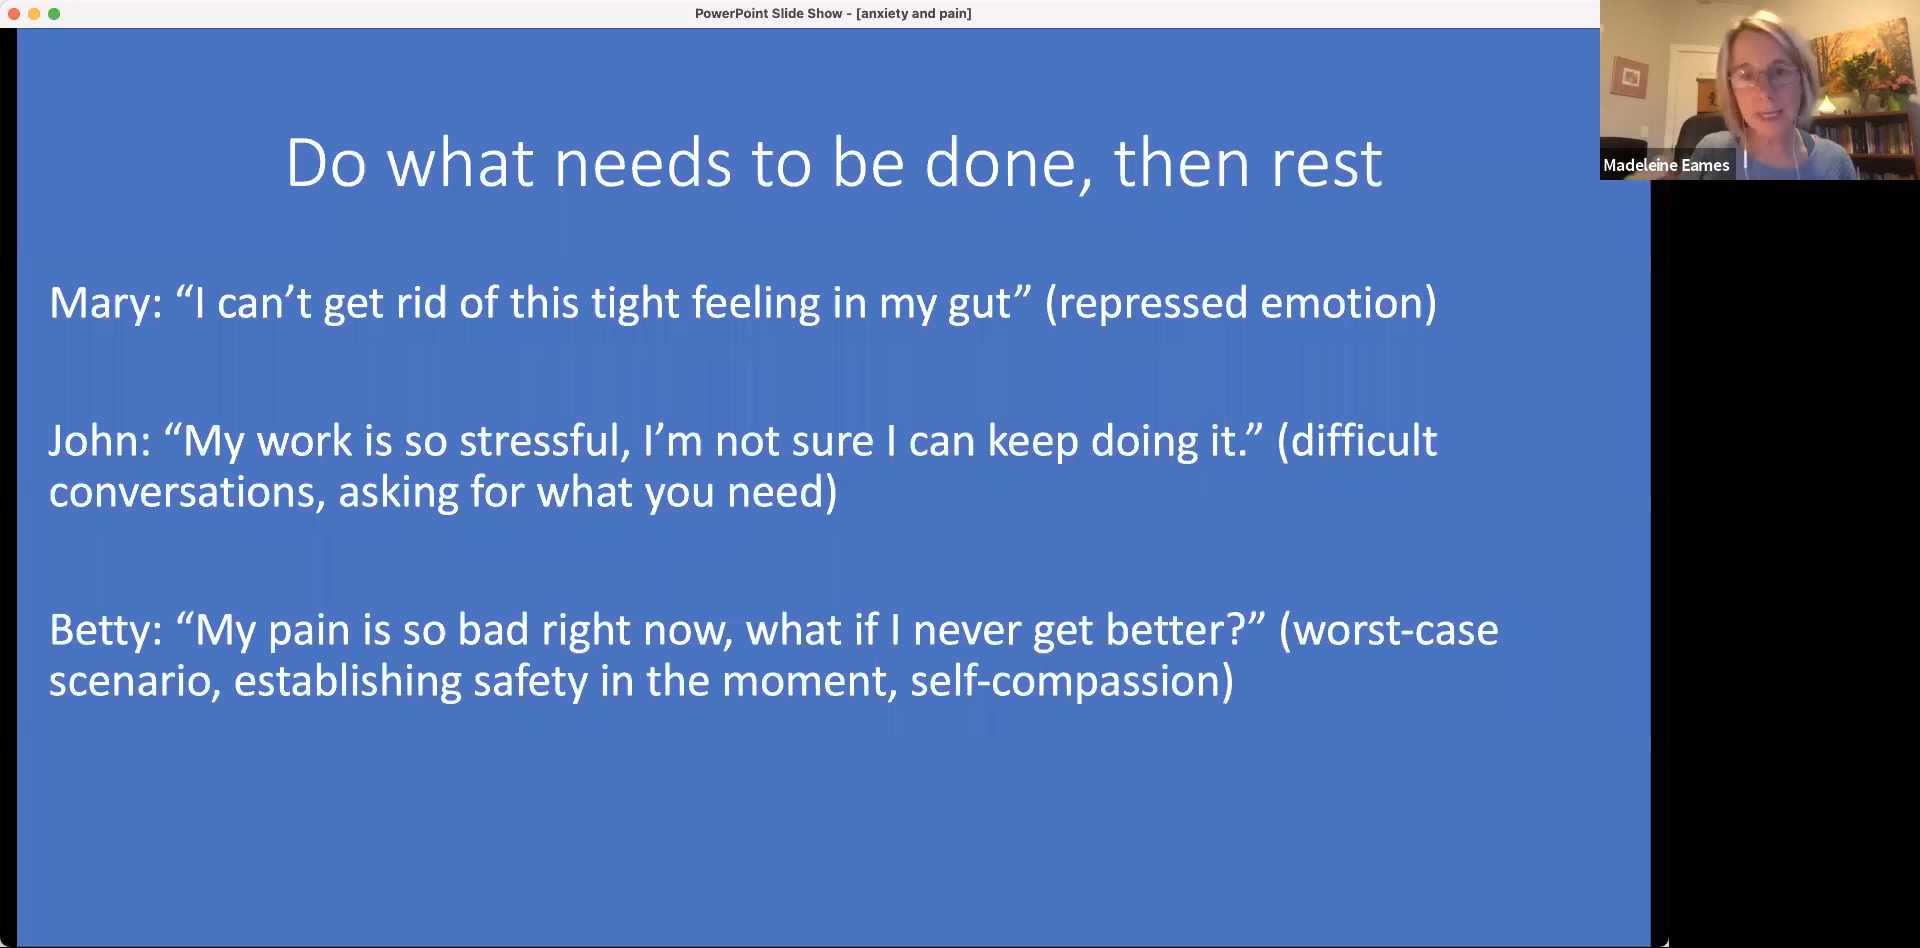 PowerPoint Slide Show - [anxiety and pain]
Madeleine Eames
Do what needs to be done, then rest
Mary: “I can’t get rid of this tight feeling in my gut” (repressed emotion)
John: “My work is so stressful, I’m not sure I can keep doing it.” (difficult
conversations, asking for what you need)
Betty: “My pain is so bad right now, what if I never get better?” (worst-case
scenario, establishing safety in the moment, self-compassion)